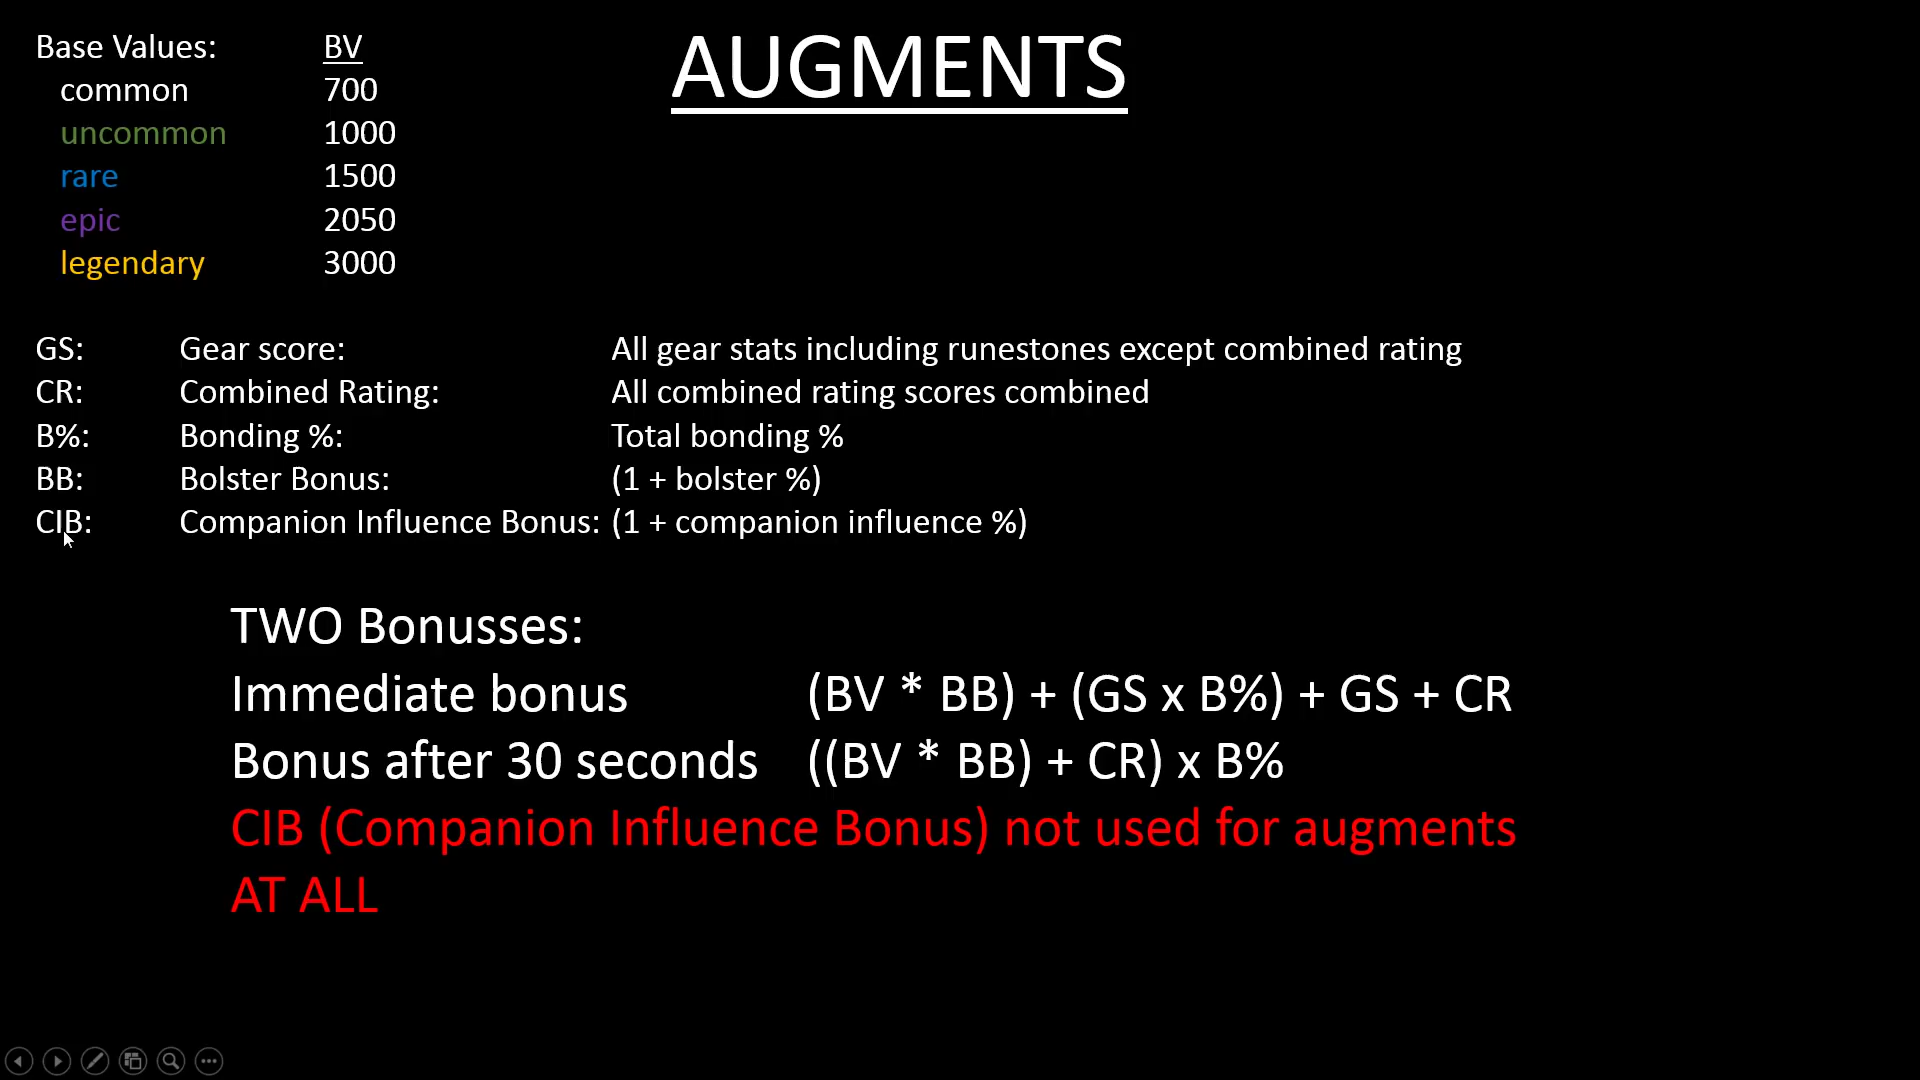 AUGMENTS
Base Values: BV
common 700
uncommon 1000
rare 1500
epic 2050
legendary 3000
GS: Gear score: All gear stats including runestones except combined rating
CR: Combined Rating: All combined rating scores combined
B%: Bonding %: Total bonding %
BB: Bolster Bonus: (1 + bolster %)
CIB: Companion Influence Bonus: (1 + companion influence %)
TWO Bonusses:
Immediate bonus (BV * BB) + (GS x B%) + GS + CR
Bonus after 30 seconds ((BV * BB) + CR) x B%
CIB (Companion Influence Bonus) not used for augments
AT ALL